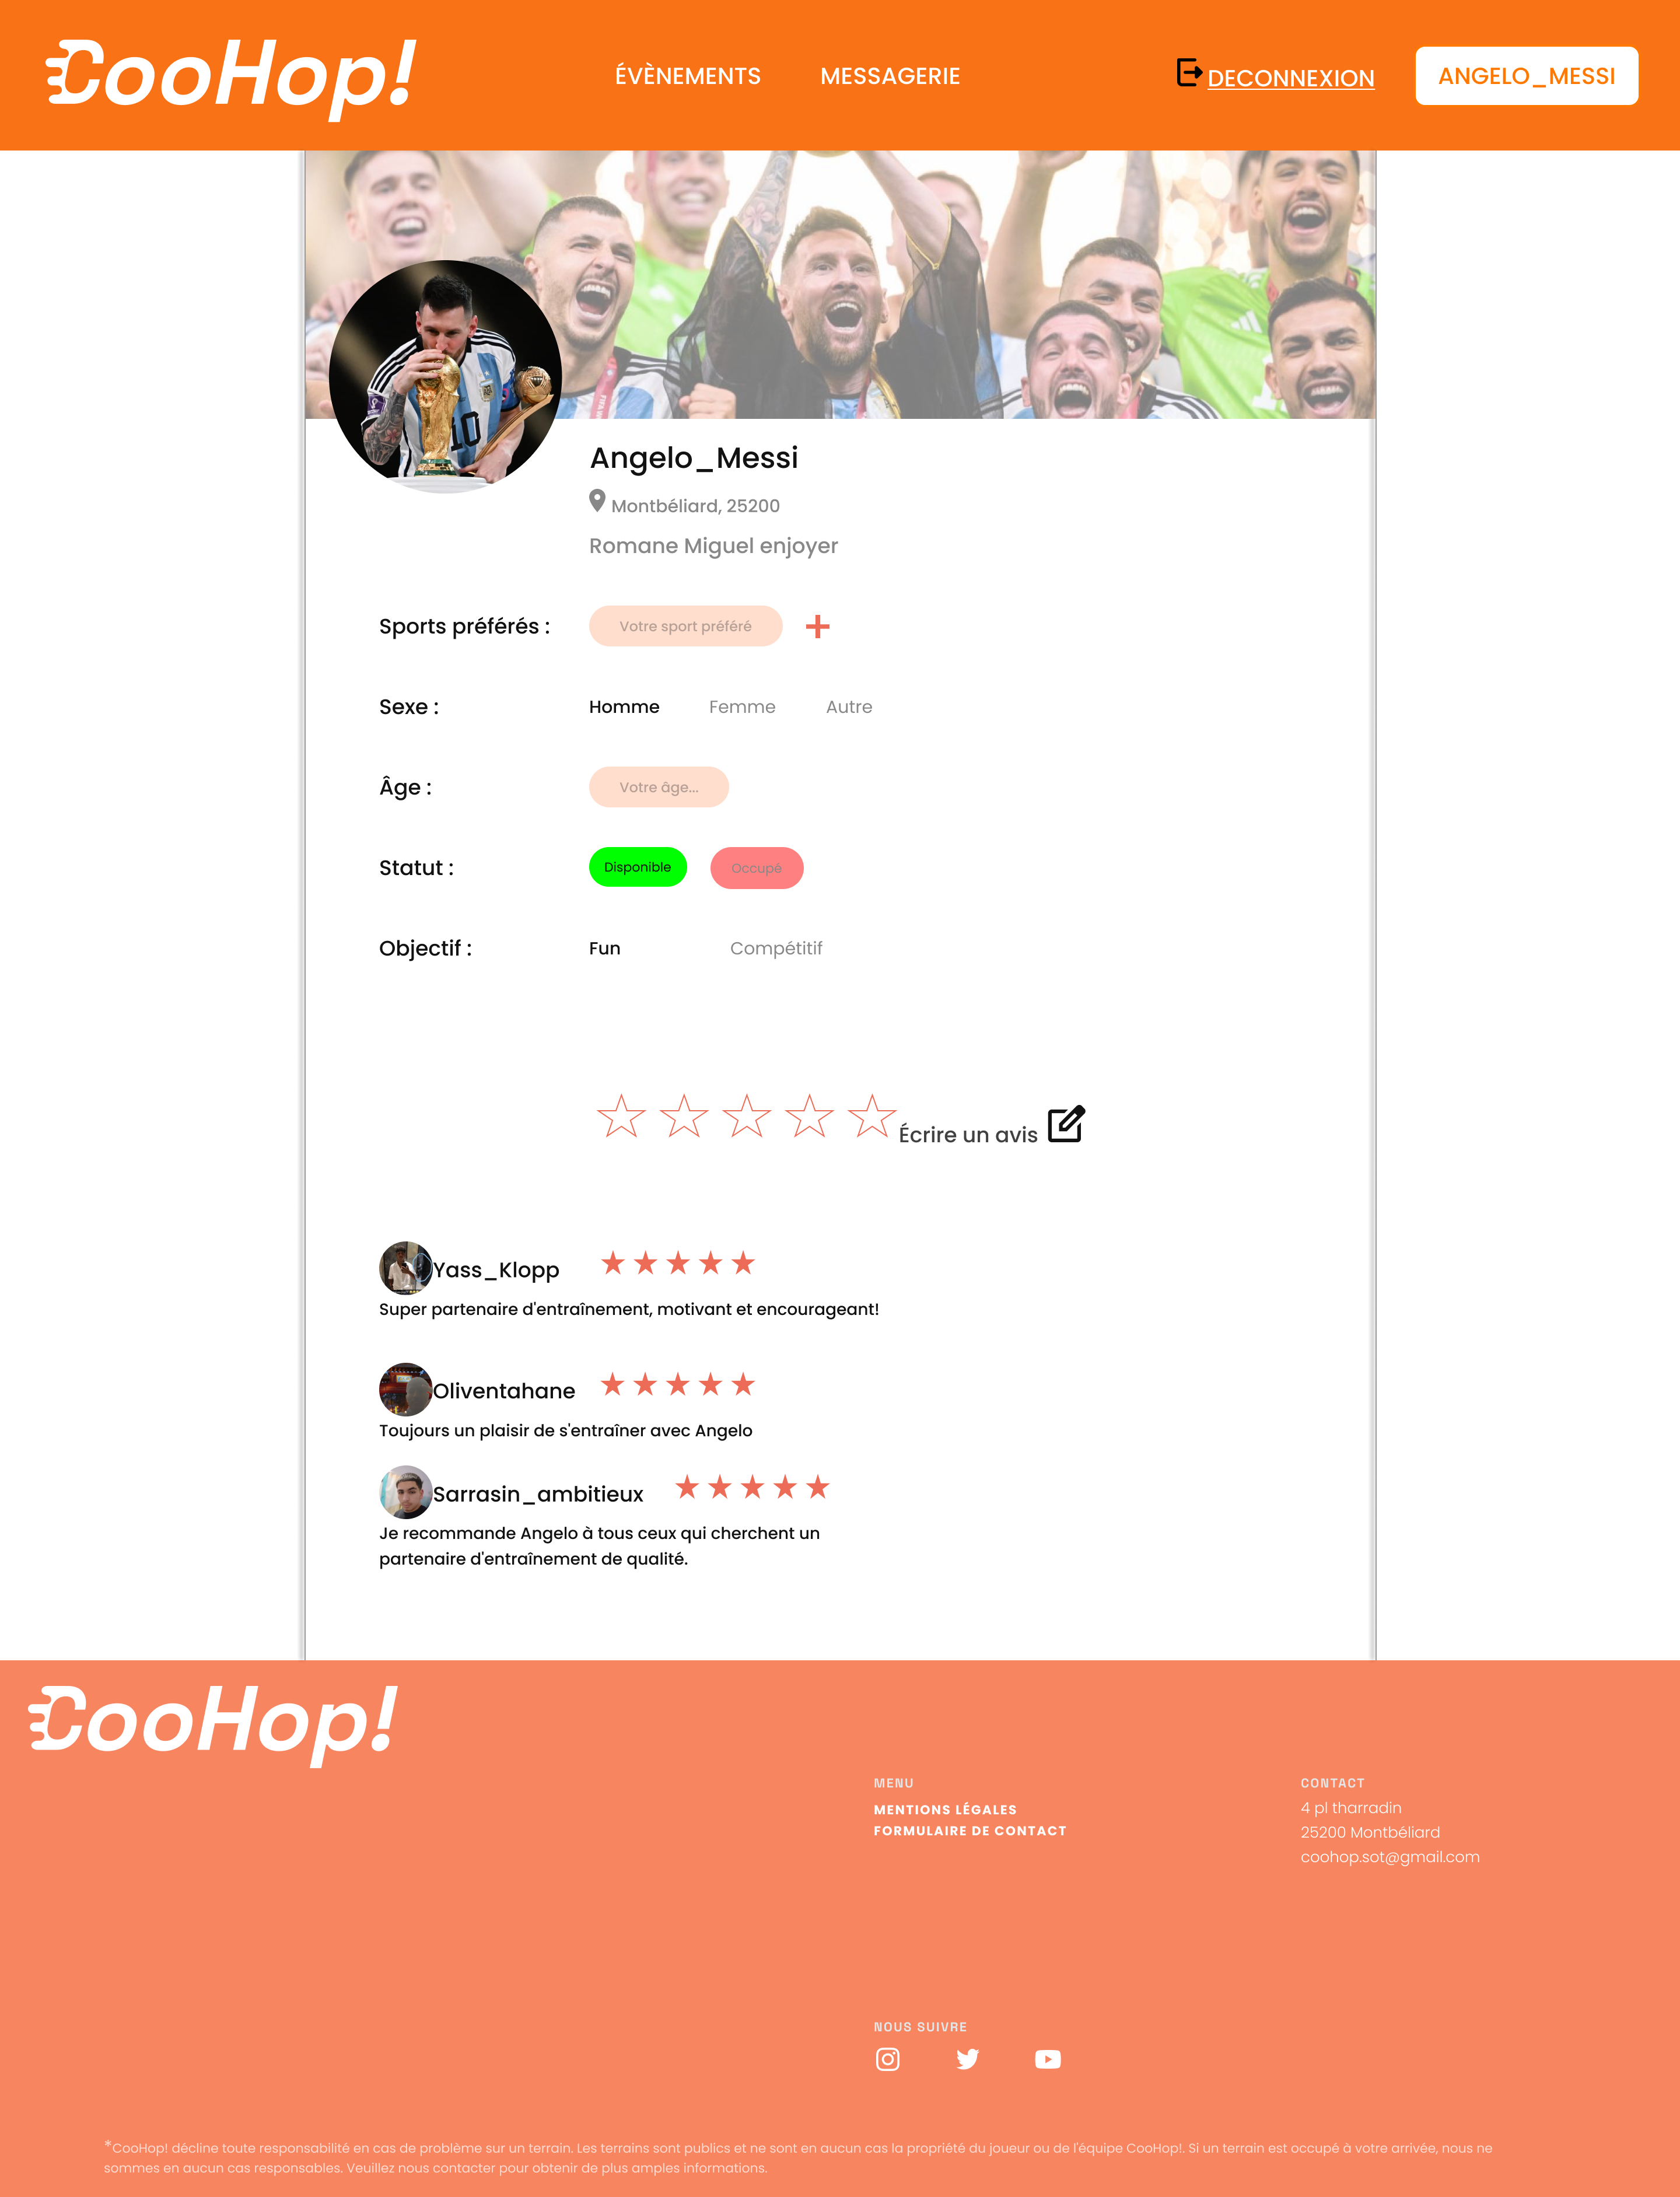 CooHop!
ÉVÈNEMENTS
MESSAGERIE
DECONNEXION
ANGELO_MESSI
10
Angelo_Messi
Montbéliard, 25200
Romane Miguel enjoyer
Sports préférés :
Votre sport préféré
Sexe :
Homme
Femme
Autre
Âge :
Votre âge...
Statut :
Disponible
Occupé
Objectif :
Fun
Compétitif
Écrire un avis
Yass_Klopp
Super partenaire d'entraînement, motivant et encourageant!
Oliventahane
Toujours un plaisir de s'entraîner avec Angelo
Sarrasin_ambitieux
Je recommande Angelo à tous ceux qui cherchent un
partenaire d'entraînement de qualité.
CooHop!
MENU
MENTIONS LÉGALES
FORMULAIRE DE CONTACT
CONTACT
4 pl tharradin
25200 Montbéliard
coohop.sot@gmail.com
NOUS SUIVRE
*CooHop! décline toute responsabilité en cas de problème sur un terrain. Les terrains sont publics et ne sont en aucun cas la propriété du joueur ou de l'équipe CooHop!. Si un terrain est occupé à votre arrivée, nous ne
sommes en aucun cas responsables. Veuillez nous contacter pour obtenir de plus amples informations.